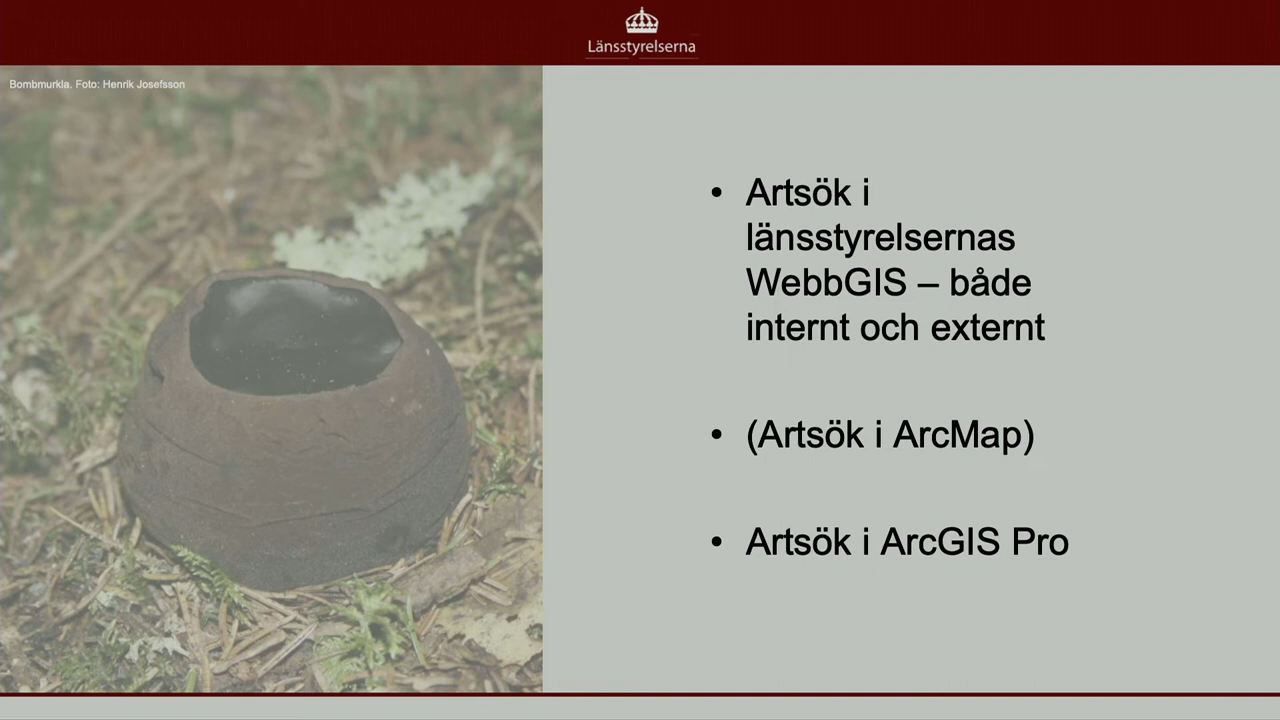 Länsstyrelserna
Bombmurkla. Foto: Henrik Josefsson
• Artsök i
länsstyrelsernas
WebbGIS – både
internt och externt
• (Artsök i ArcMap)
• Artsök i ArcGIS Pro